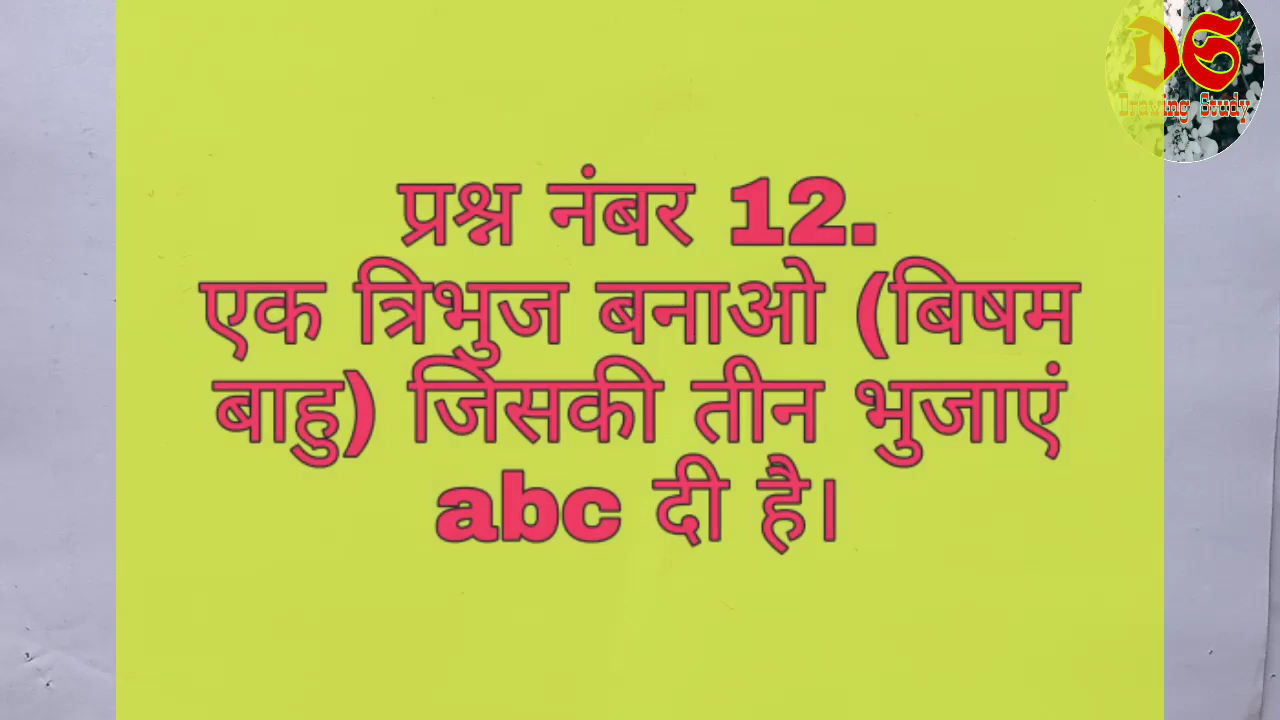 DS
Drawing Study
प्रश्न नंबर 12.
एक त्रिभुज बनाओ (बिषम
बाहु) जिसकी तीन भुजाएं
abc दी है।